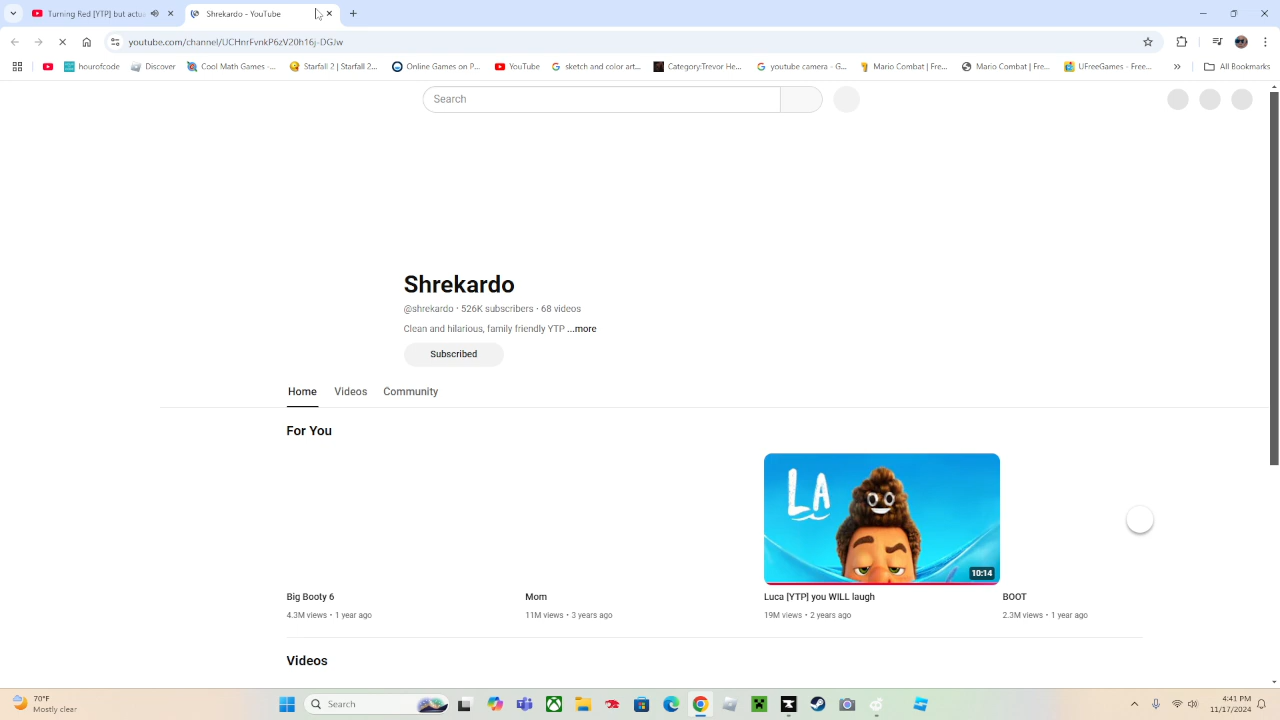 Turning Red [YTP] but actua
Shrekardo - YouTube
youtube.com/channel/UCHnrFvnkP6zV20h16j-DGJw
hourofcode
Discover
Cool Math Games -...
Starfall 2 | Starfall 2...
Online Games on P...
YouTube
sketch and color art...
Category:Trevor He...
youtube camera - G...
Mario Combat | Fre...
Mario Combat | Fre...
UFreeGames - Free...
All Bookmarks
Search
Shrekardo
@shrekardo · 526K subscribers · 68 videos
Clean and hilarious, family friendly YTP ...more
Subscribed
Home Videos Community
For You
LA
10:14
Big Booty 6
4.3M views • 1 year ago
Mom
11M views • 3 years ago
Luca [YTP] you WILL laugh
19M views • 2 years ago
BOOT
2.3M views • 1 year ago
Videos
70°F
Mostly clear
Search
4:41 PM
11/17/2024